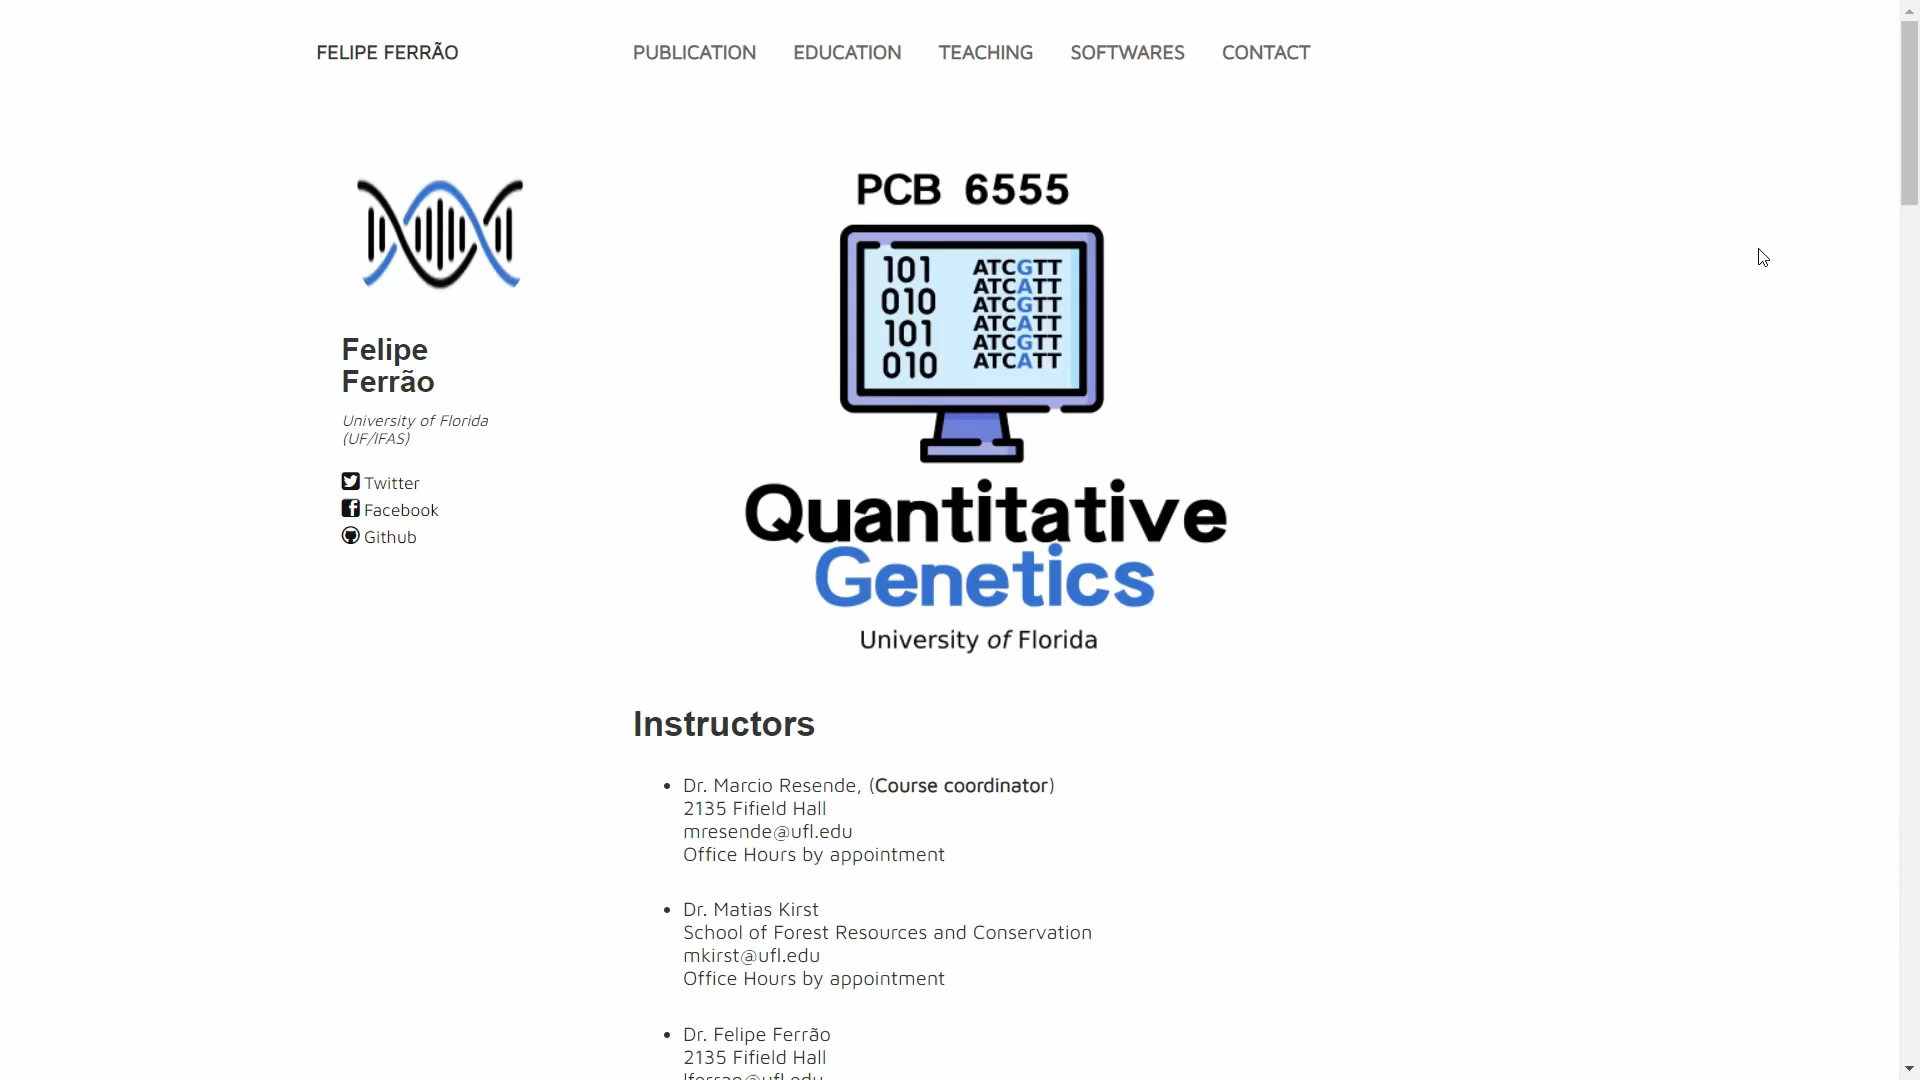 FELIPE FERRÃO
PUBLICATION EDUCATION TEACHING SOFTWARES CONTACT
Felipe
Ferrão
University of Florida
(UF/IFAS)
Twitter
Facebook
Github
PCB 6555
101 ATCGTT
ATCATT
010 ATCGTT
ATCATT
101 ATCGTT
010 ATCATT
Quantitative
Genetics
University of Florida
Instructors
Dr. Marcio Resende, (Course coordinator)
2135 Fifield Hall
mresende@ufl.edu
Office Hours by appointment
Dr. Matias Kirst
School of Forest Resources and Conservation
mkirst@ufl.edu
Office Hours by appointment
Dr. Felipe Ferrão
2135 Fifield Hall